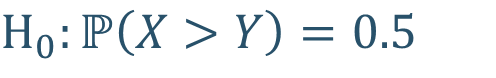 H₀: ℙ(X > Y) = 0.5